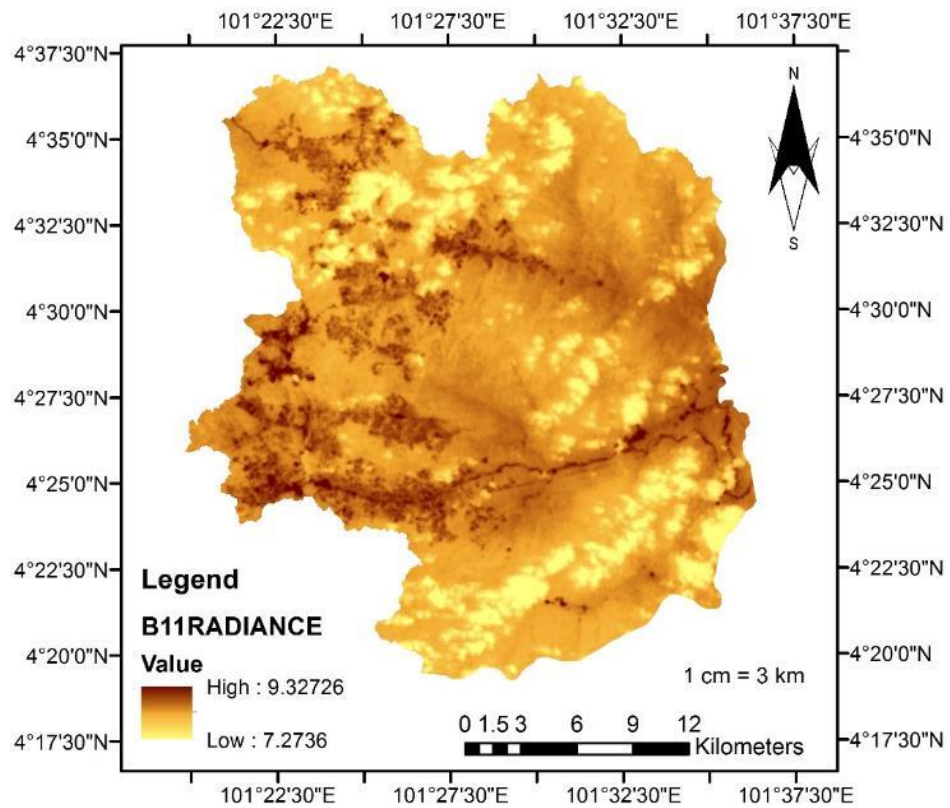 101°22'30"E 101°27'30"E 101°32'30"E 101°37'30"E
4°37'30"N
4°35'0"N 4°35'0"N
4°32'30"N 4°32'30"N
4°30'0"N 4°30'0"N
4°27'30"N 4°27'30"N
4°25'0"N 4°25'0"N
4°22'30"N 4°22'30"N
4°20'0"N 4°20'0"N
4°17'30"N 4°17'30"N
101°22'30"E 101°27'30"E 101°32'30"E 101°37'30"E
N
S
Legend
B11RADIANCE
Value
High : 9.32726
Low : 7.2736
1 cm = 3 km
0 1.5 3 6 9 12
Kilometers